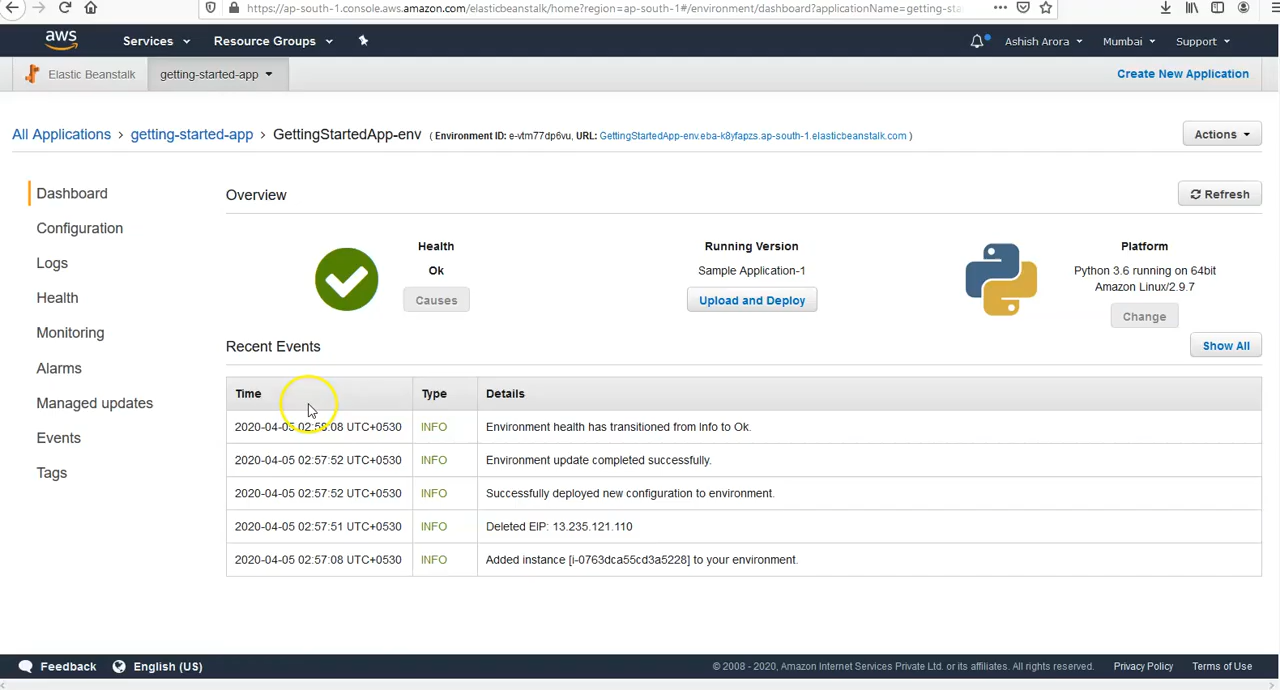 https://ap-south-1.console.aws.amazon.com/elasticbeanstalk/home?region=ap-south-1#/environment/dashboard?applicationName=getting-sta
aws Services Resource Groups Ashish Arora Mumbai Support
Elastic Beanstalk getting-started-app Create New Application
All Applications > getting-started-app > GettingStartedApp-env ( Environment ID: e-vtm77dp6vu, URL: GettingStartedApp-env.eba-k8yfapzs.ap-south-1.elasticbeanstalk.com ) Actions
Dashboard
Configuration
Logs
Health
Monitoring
Alarms
Managed updates
Events
Tags
Overview Refresh
Health
Ok
Causes
Running Version
Sample Application-1
Upload and Deploy
Platform
Python 3.6 running on 64bit
Amazon Linux/2.9.7
Change
Recent Events Show All
Time Type Details
2020-04-05 02:58:08 UTC+0530 INFO Environment health has transitioned from Info to Ok.
2020-04-05 02:57:52 UTC+0530 INFO Environment update completed successfully.
2020-04-05 02:57:52 UTC+0530 INFO Successfully deployed new configuration to environment.
2020-04-05 02:57:51 UTC+0530 INFO Deleted EIP: 13.235.121.110
2020-04-05 02:57:08 UTC+0530 INFO Added instance [i-0763dca55cd3a5228] to your environment.
Feedback English (US) © 2008 - 2020, Amazon Internet Services Private Ltd. or its affiliates. All rights reserved. Privacy Policy Terms of Use